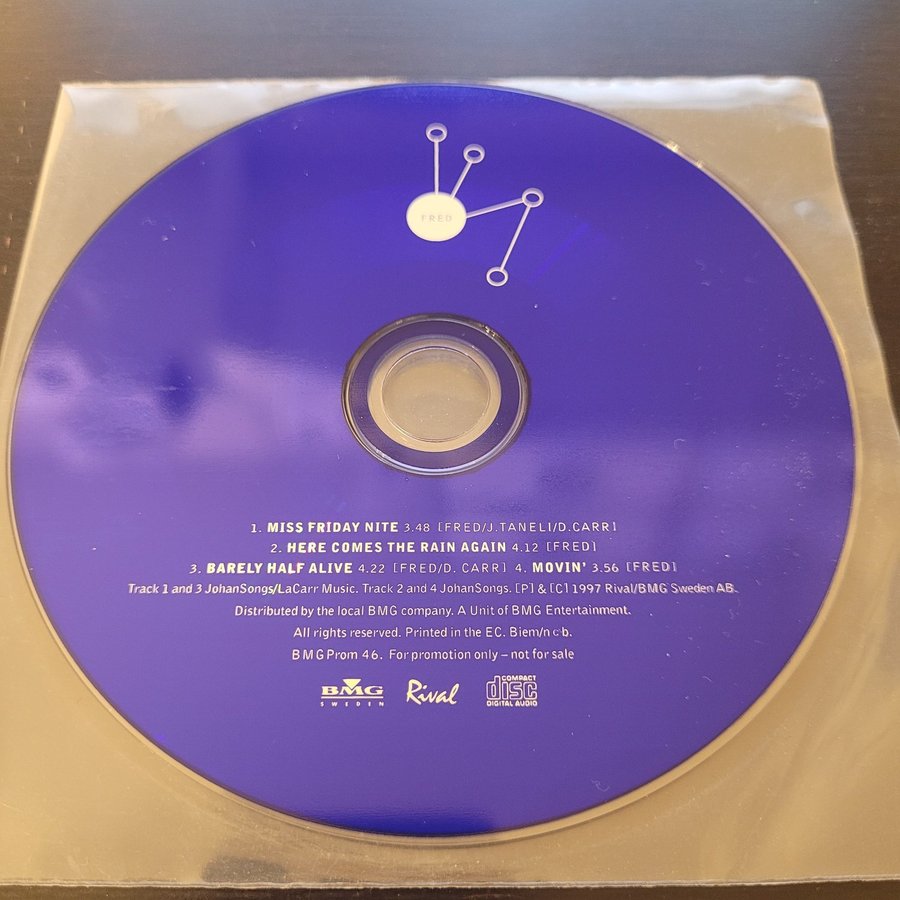 FRED
1. MISS FRIDAY NITE 3.48 [FRED/J.TANELI/D.CARR]
2. HERE COMES THE RAIN AGAIN 4.12 [FRED]
3. BARELY HALF ALIVE 4.22 [FRED/D. CARR] 4. MOVIN' 3.56 [FRED]
Track 1 and 3 JohanSongs/LaCarr Music. Track 2 and 4 JohanSongs. [P] & [C] 1997 Rival/BMG Sweden AB.
Distributed by the local BMG company. A Unit of BMG Entertainment.
All rights reserved. Printed in the EC. Biem/ncb.
BMGProm 46. For promotion only – not for sale
BMG SWEDEN Rival COMPACT disc DIGITAL AUDIO